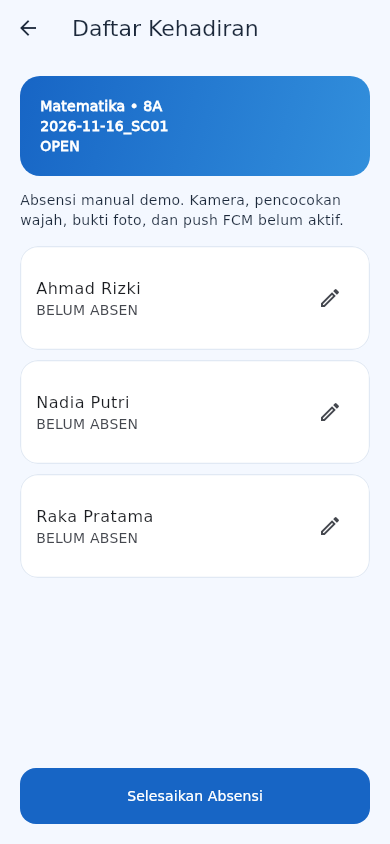 Daftar Kehadiran
Matematika • 8A
2026-11-16_SC01
OPEN
Absensi manual demo. Kamera, pencocokan
wajah, bukti foto, dan push FCM belum aktif.
Ahmad Rizki
BELUM ABSEN
Nadia Putri
BELUM ABSEN
Raka Pratama
BELUM ABSEN
Selesaikan Absensi